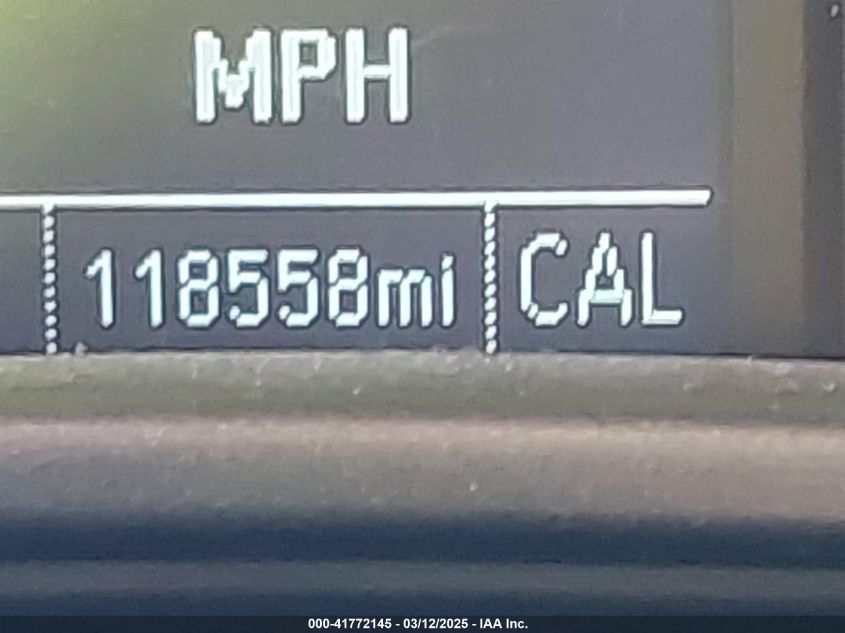 MPH
118558mi CAL
000-41772145 - 03/12/2025 - IAA Inc.